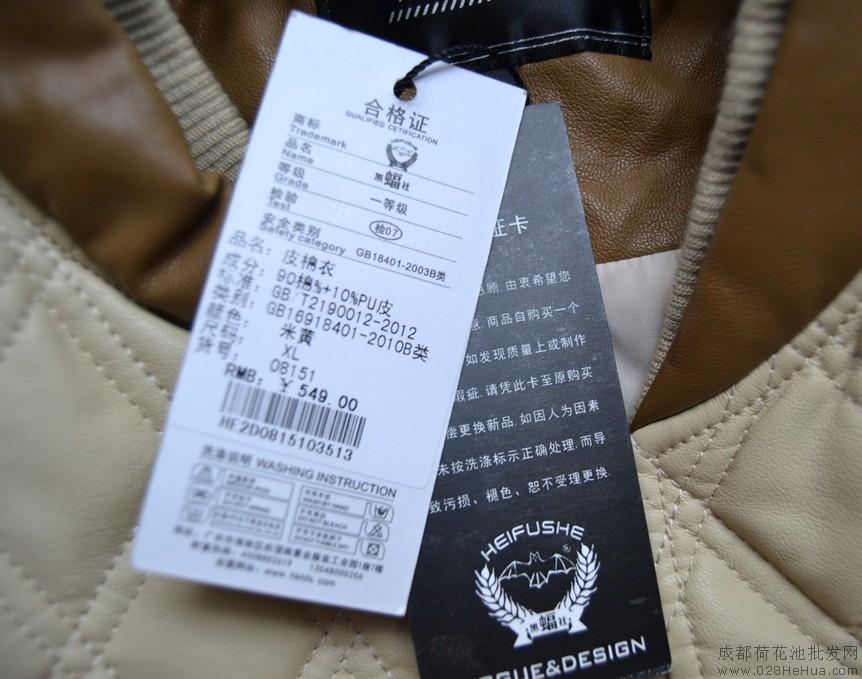 合格证
QUALIFIED CETIFICATION
商标
Trademark
HEIFUSHE
黑蝠社
品名
Name
等级
Grade
一等级
检验
Test
检07
安全类别
Safety category
GB18401-2003B类
品名: 皮棉衣
成分: 90棉%+10%PU皮
标准: GB/T2190012-2012
类别: GB16918401-2010B类
颜色: 米黄
尺码: XL
货号: 08151
RMB: ¥ 549.00
HE2D0815103513
洗涤说明 WASHING INSTRUCTION
证卡
惠顾, 由衷希望您
商品自购买一个
如发现质量上或制作
瑕疵, 请凭此卡至原购买
更换新品, 如因人为因素
未按洗涤标示正确处理, 而导
致污损、褪色、恕不受理更换.
HEIFUSHE
®
黑蝠社
GUE&DESIGN
成都荷花池批发网
www.028HeHua.com